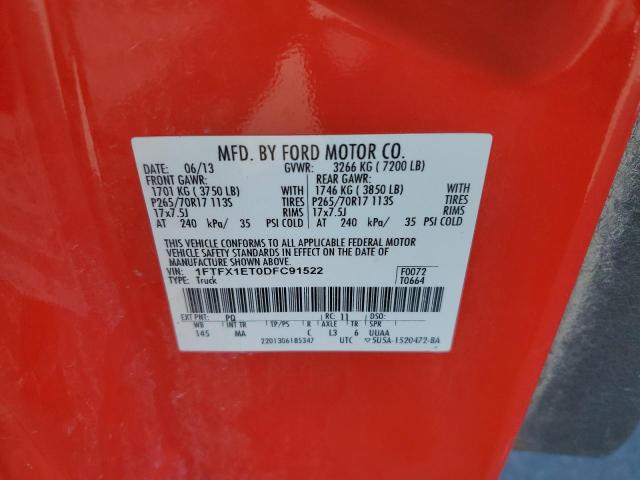 MFD. BY FORD MOTOR CO.
DATE: 06/13 GVWR: 3266 KG ( 7200 LB)
FRONT GAWR: REAR GAWR:
1701 KG ( 3750 LB) WITH 1746 KG ( 3850 LB) WITH
P265/70R17 113S TIRES P265/70R17 113S TIRES
17x7.5J RIMS 17x7.5J RIMS
AT 240 kPa/ 35 PSI COLD AT 240 kPa/ 35 PSI COLD
THIS VEHICLE CONFORMS TO ALL APPLICABLE FEDERAL MOTOR
VEHICLE SAFETY STANDARDS IN EFFECT ON THE DATE OF
MANUFACTURE SHOWN ABOVE.
VIN: 1FTFX1ET0DFC91522 F0072
TYPE: Truck T0664
EXT PNT: PQ RC: 11 DSO:
WB INT TR TP/PS R AXLE TR SPR
145 MA C L3 6 UUAA
2201306185347 UTC ▽5U5A-1520472-BA